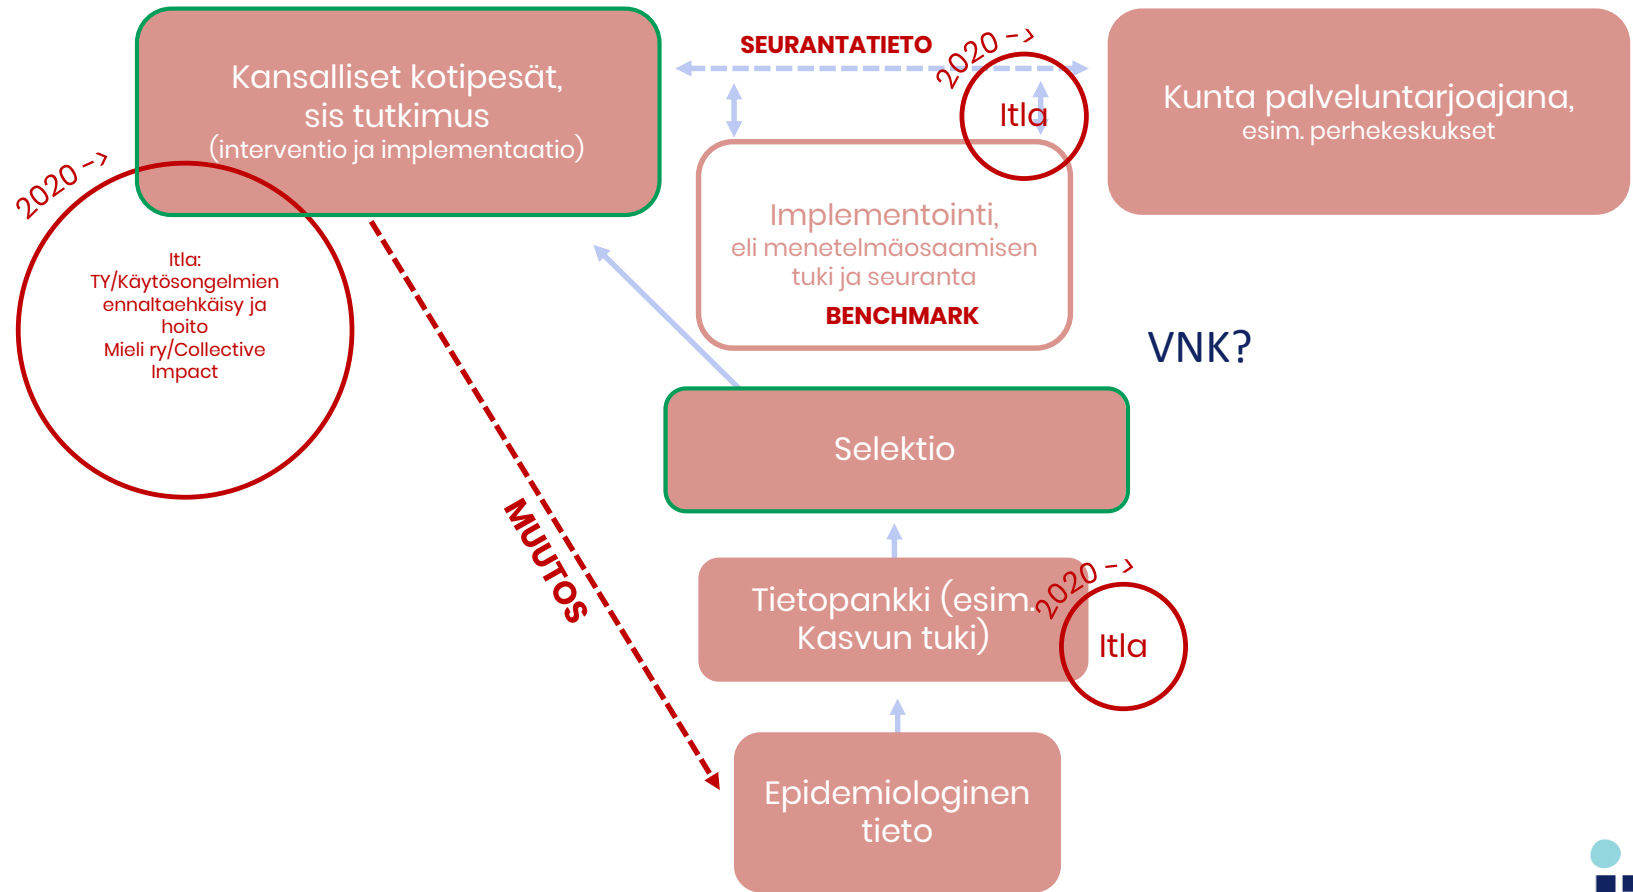 SEURANTATIETO
2020 ->
Kansalliset kotipesät,
sis tutkimus
(interventio ja implementaatio)
Itla
Kunta palveluntarjoajana,
esim. perhekeskukset
2020 ->
Itla:
TY/Käytösongelmien
ennaltaehkäisy ja
hoito
Mieli ry/Collective
Impact
Implementointi,
eli menetelmäosaamisen
tuki ja seuranta
BENCHMARK
VNK?
Selektio
MUUTOS
2020 ->
Tietopankki (esim.
Kasvun tuki)
Itla
Epidemiologinen
tieto